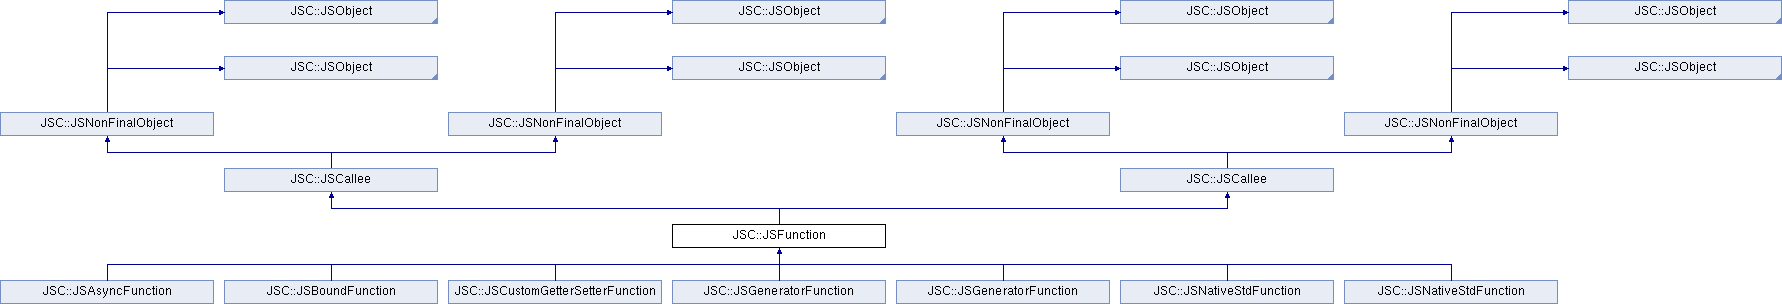 JSC::JSObject
JSC::JSObject
JSC::JSObject
JSC::JSObject
JSC::JSObject
JSC::JSObject
JSC::JSObject
JSC::JSObject
JSC::JSNonFinalObject
JSC::JSNonFinalObject
JSC::JSNonFinalObject
JSC::JSNonFinalObject
JSC::JSCallee
JSC::JSCallee
JSC::JSFunction
JSC::JSAsyncFunction
JSC::JSBoundFunction
JSC::JSCustomGetterSetterFunction
JSC::JSGeneratorFunction
JSC::JSGeneratorFunction
JSC::JSNativeStdFunction
JSC::JSNativeStdFunction